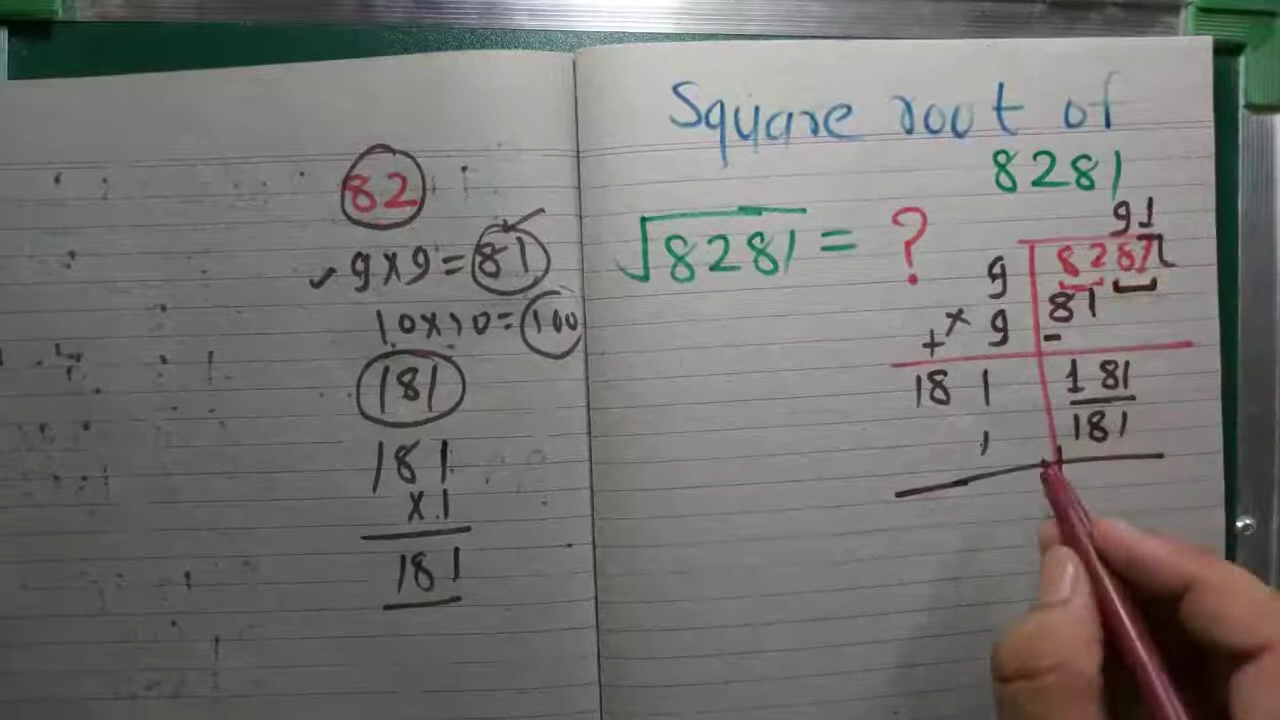 82
✓ 9x9=81 ✓
10x10=100
181
181
x.1
181
Square root of
8281
√8281 = ?
91
9 8281
x 9 81
+ -
18 1 181
1 181